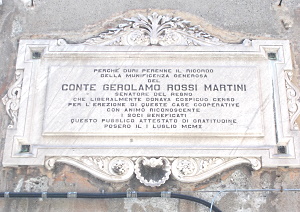 PERCHÈ DURI PERENNE IL RICORDO
DELLA MUNIFICENZA GENEROSA
DEL
CONTE GEROLAMO ROSSI MARTINI
SENATORE DEL REGNO
CHE LIBERALMENTE DONAVA COSPICUO CENSO
PER L'EREZIONE DI QUESTE CASE COOPERATIVE
CON ANIMO RICONOSCENTE
I SOCI BENEFICATI
QUESTO PUBBLICO ATTESTATO DI GRATITUDINE
POSERO IL 1 LUGLIO MCMX